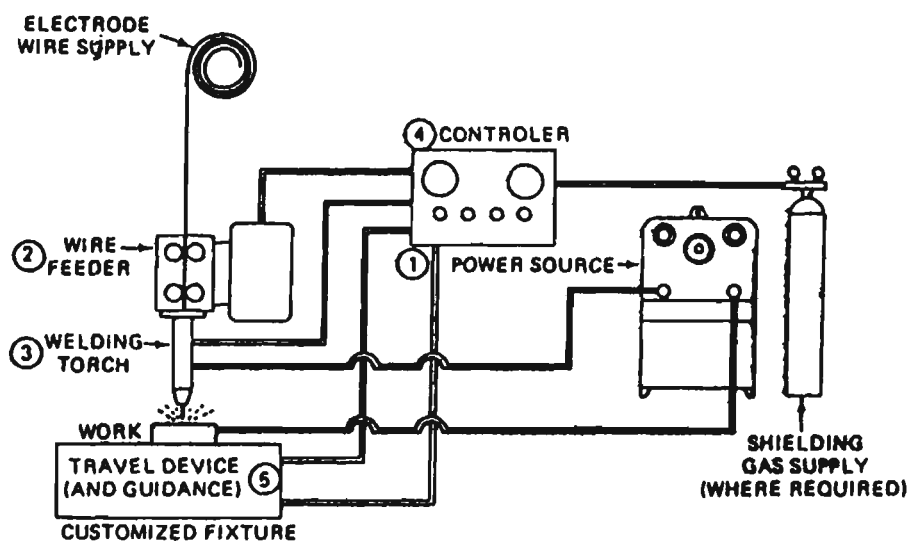 ELECTRODE
WIRE SUPPLY
4 CONTROLER
2 WIRE
FEEDER
1 POWER SOURCE
3 WELDING
TORCH
WORK
TRAVEL DEVICE
(AND GUIDANCE) 5
CUSTOMIZED FIXTURE
SHIELDING
GAS SUPPLY
(WHERE REQUIRED)